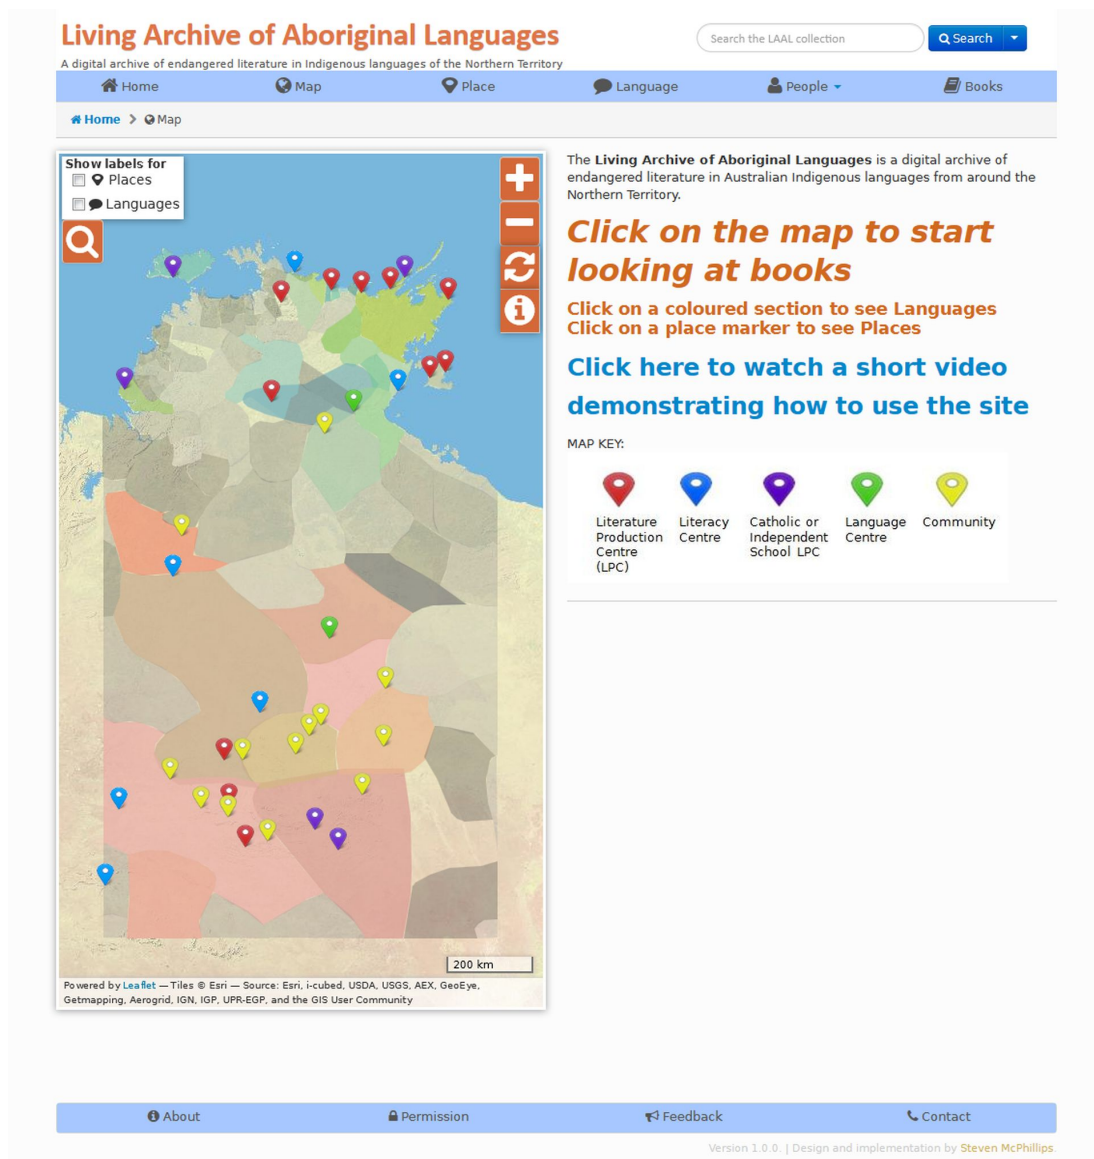 Living Archive of Aboriginal Languages
A digital archive of endangered literature in Indigenous languages of the Northern Territory
Search the LAAL collection
Search
Home
Map
Place
Language
People
Books
Home > Map
Show labels for
Places
Languages
200 km
Powered by Leaflet — Tiles © Esri — Source: Esri, i-cubed, USDA, USGS, AEX, GeoEye,
Getmapping, Aerogrid, IGN, IGP, UPR-EGP, and the GIS User Community
The Living Archive of Aboriginal Languages is a digital archive of
endangered literature in Australian Indigenous languages from around the
Northern Territory.
Click on the map to start
looking at books
Click on a coloured section to see Languages
Click on a place marker to see Places
Click here to watch a short video
demonstrating how to use the site
MAP KEY:
Literature
Production
Centre
(LPC)
Literacy
Centre
Catholic or
Independent
School LPC
Language
Centre
Community
About
Permission
Feedback
Contact
Version 1.0.0. | Design and implementation by Steven McPhillips